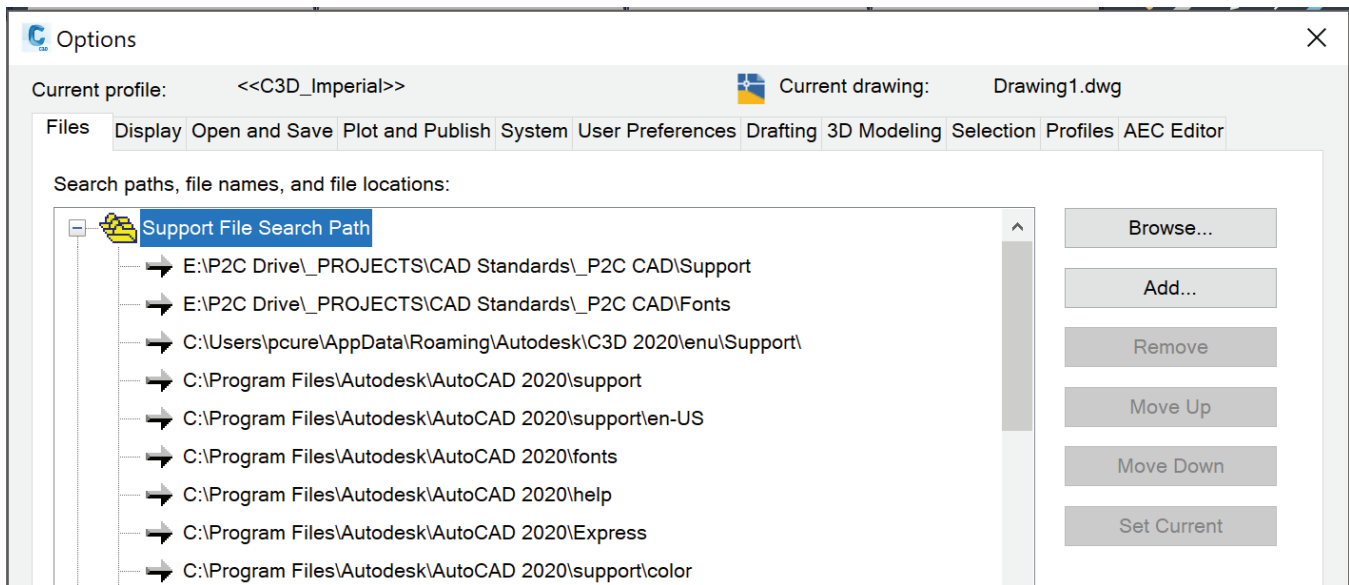 Options
Current profile: <<C3D_Imperial>> Current drawing: Drawing1.dwg
Files Display Open and Save Plot and Publish System User Preferences Drafting 3D Modeling Selection Profiles AEC Editor
Search paths, file names, and file locations:
Support File Search Path
Browse...
E:\P2C Drive\_PROJECTS\CAD Standards\_P2C CAD\Support
Add...
E:\P2C Drive\_PROJECTS\CAD Standards\_P2C CAD\Fonts
C:\Users\pcure\AppData\Roaming\Autodesk\C3D 2020\enu\Support\
Remove
C:\Program Files\Autodesk\AutoCAD 2020\support
Move Up
C:\Program Files\Autodesk\AutoCAD 2020\support\en-US
C:\Program Files\Autodesk\AutoCAD 2020\fonts
Move Down
C:\Program Files\Autodesk\AutoCAD 2020\help
C:\Program Files\Autodesk\AutoCAD 2020\Express
Set Current
C:\Program Files\Autodesk\AutoCAD 2020\support\color